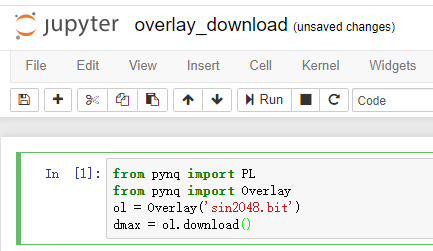 jupyter overlay_download (unsaved changes)
File Edit View Insert Cell Kernel Widgets
Run Code
In [1]: from pynq import PL
from pynq import Overlay
ol = Overlay('sin2048.bit')
dmax = ol.download()